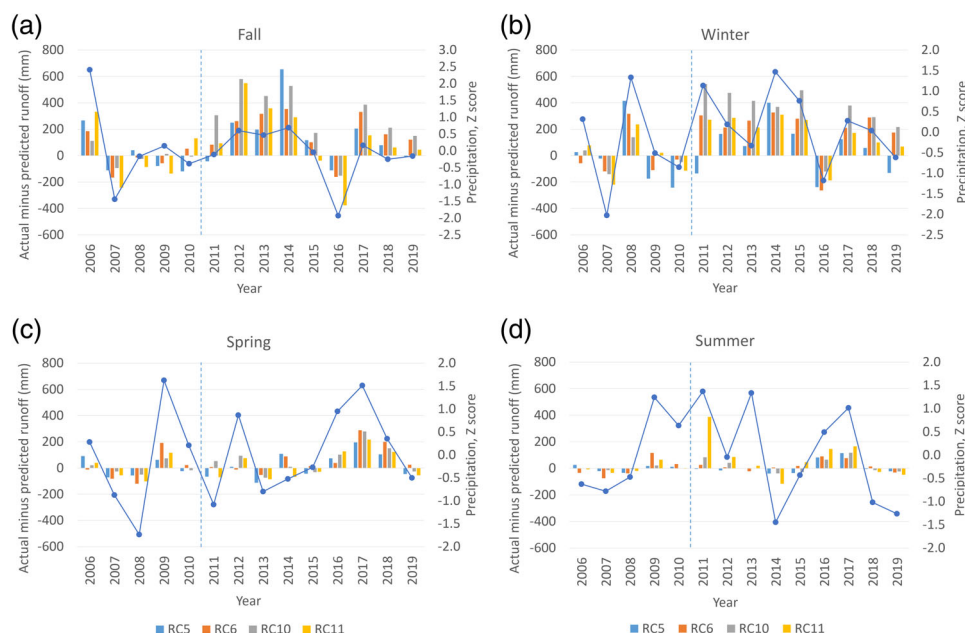 (a)
Fall
Actual minus predicted runoff (mm)
800
600
400
200
0
-200
-400
-600
3.0
2.5
2.0
1.5
1.0
0.5
0.0
-0.5
-1.0
-1.5
-2.0
-2.5
Precipitation, Z score
2006 2007 2008 2009 2010 2011 2012 2013 2014 2015 2016 2017 2018 2019
Year
(b)
Winter
Actual minus predicted runoff (mm)
800
600
400
200
0
-200
-400
-600
2.0
1.5
1.0
0.5
0.0
-0.5
-1.0
-1.5
-2.0
-2.5
Precipitation, Z score
2006 2007 2008 2009 2010 2011 2012 2013 2014 2015 2016 2017 2018 2019
Year
(c)
Spring
Actual minus predicted runoff (mm)
800
600
400
200
0
-200
-400
-600
2.0
1.5
1.0
0.5
0.0
-0.5
-1.0
-1.5
-2.0
Precipitation, Z score
2006 2007 2008 2009 2010 2011 2012 2013 2014 2015 2016 2017 2018 2019
Year
RC5 RC6 RC10 RC11
(d)
Summer
Actual minus predicted runoff (mm)
800
600
400
200
0
-200
-400
-600
2.0
1.5
1.0
0.5
0.0
-0.5
-1.0
-1.5
-2.0
Precipitation, Z score
2006 2007 2008 2009 2010 2011 2012 2013 2014 2015 2016 2017 2018 2019
Year
RC5 RC6 RC10 RC11